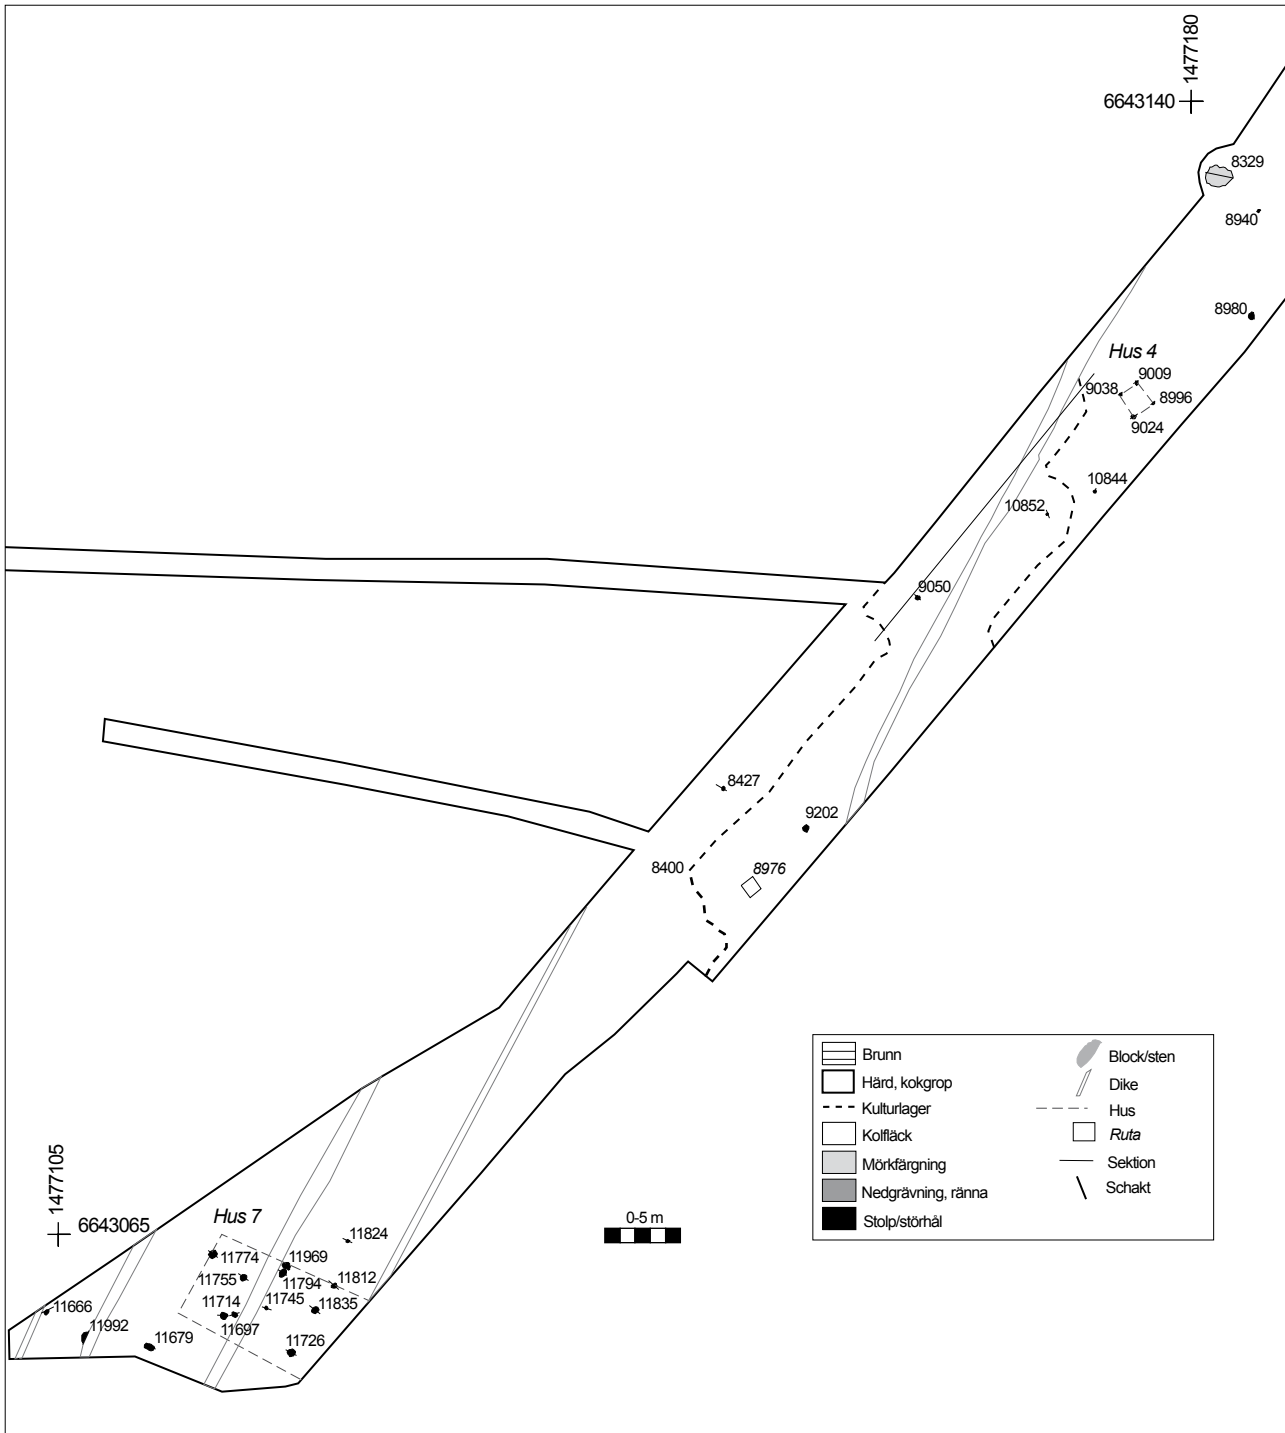 1477180
6643140
8329
8940
8980
Hus 4
9009
9038
8996
9024
10844
10852
9050
8427
9202
8400
8976
1477105
6643065
Hus 7
11824
11774
11969
11755
11794
11812
11714
11745
11835
11697
11726
11666
11992
11679
0-5 m
Brunn
Härd, kokgrop
Kulturlager
Kolfläck
Mörkfärgning
Nedgrävning, ränna
Stolp/störhål
Block/sten
Dike
Hus
Ruta
Sektion
Schakt